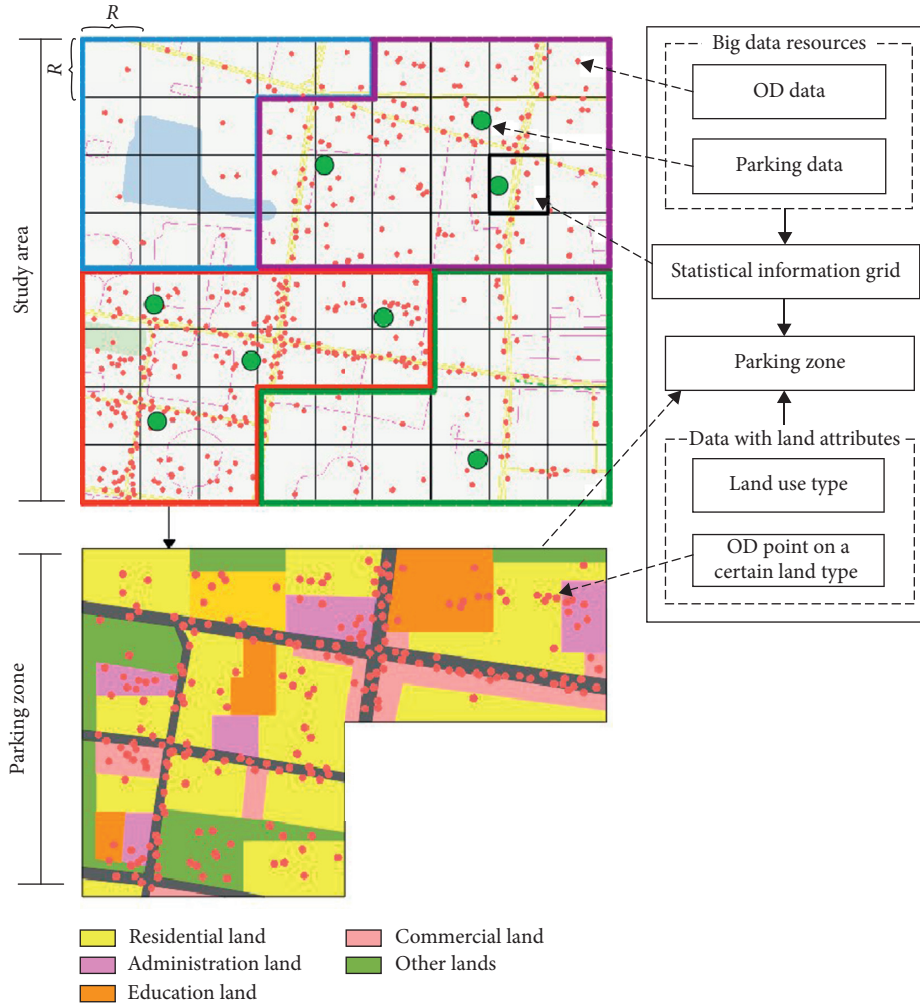 R
R
Study area
Big data resources
OD data
Parking data
Statistical information grid
Parking zone
Data with land attributes
Land use type
OD point on a
certain land type
Parking zone
Residential land
Administration land
Education land
Commercial land
Other lands